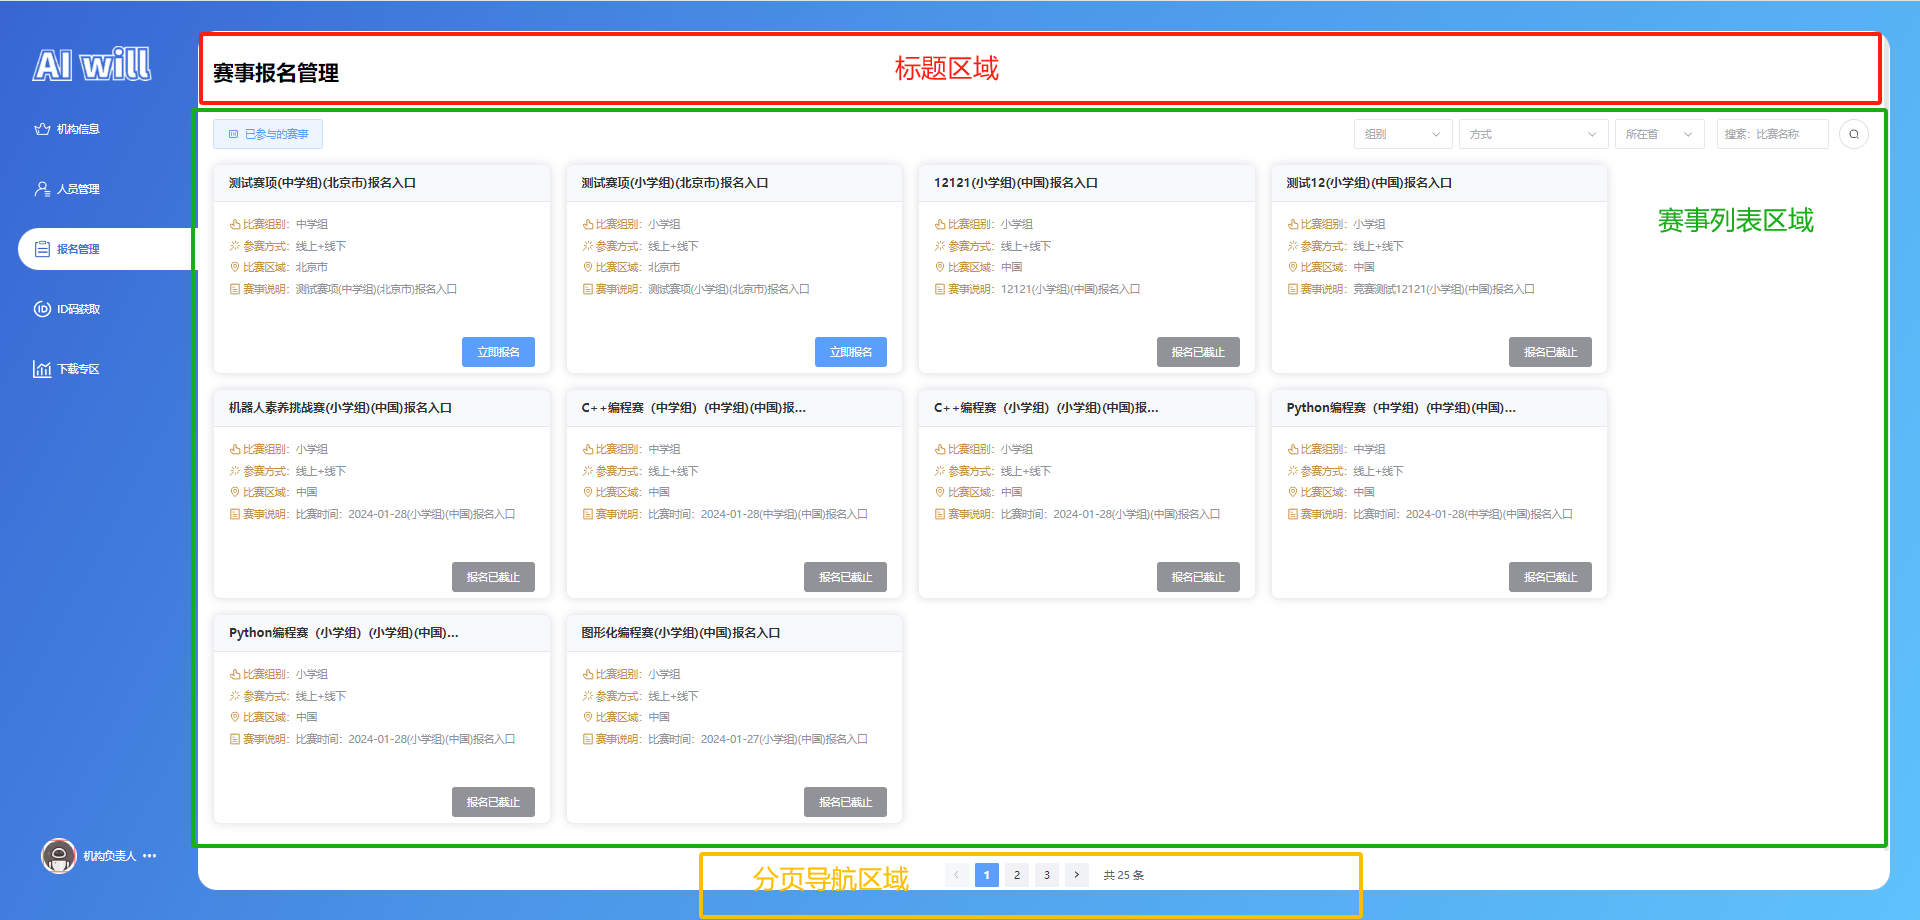 AI will
机构信息
人员管理
报名管理
ID码获取
下载专区
机构负责人 •••
赛事报名管理
标题区域
已参与的赛事
组别
方式
所在省
搜索：比赛名称
赛事列表区域
测试赛项(中学组)(北京市)报名入口
比赛组别：中学组
参赛方式：线上+线下
比赛区域：北京市
赛事说明：测试赛项(中学组)(北京市)报名入口
立即报名
测试赛项(小学组)(北京市)报名入口
比赛组别：小学组
参赛方式：线上+线下
比赛区域：北京市
赛事说明：测试赛项(小学组)(北京市)报名入口
立即报名
12121(小学组)(中国)报名入口
比赛组别：小学组
参赛方式：线上+线下
比赛区域：中国
赛事说明：12121(小学组)(中国)报名入口
报名已截止
测试12(小学组)(中国)报名入口
比赛组别：小学组
参赛方式：线上+线下
比赛区域：中国
赛事说明：竞赛测试12121(小学组)(中国)报名入口
报名已截止
机器人素养挑战赛(小学组)(中国)报名入口
比赛组别：小学组
参赛方式：线上+线下
比赛区域：中国
赛事说明：比赛时间：2024-01-28(小学组)(中国)报名入口
报名已截止
C++编程赛（中学组）(中学组)(中国)报...
比赛组别：中学组
参赛方式：线上+线下
比赛区域：中国
赛事说明：比赛时间：2024-01-28(中学组)(中国)报名入口
报名已截止
C++编程赛（小学组）(小学组)(中国)报...
比赛组别：小学组
参赛方式：线上+线下
比赛区域：中国
赛事说明：比赛时间：2024-01-28(小学组)(中国)报名入口
报名已截止
Python编程赛（中学组）(中学组)(中国)...
比赛组别：中学组
参赛方式：线上+线下
比赛区域：中国
赛事说明：比赛时间：2024-01-28(中学组)(中国)报名入口
报名已截止
Python编程赛（小学组）(小学组)(中国)...
比赛组别：小学组
参赛方式：线上+线下
比赛区域：中国
赛事说明：比赛时间：2024-01-28(小学组)(中国)报名入口
报名已截止
图形化编程赛(小学组)(中国)报名入口
比赛组别：小学组
参赛方式：线上+线下
比赛区域：中国
赛事说明：比赛时间：2024-01-27(小学组)(中国)报名入口
报名已截止
分页导航区域
1 2 3 共 25 条